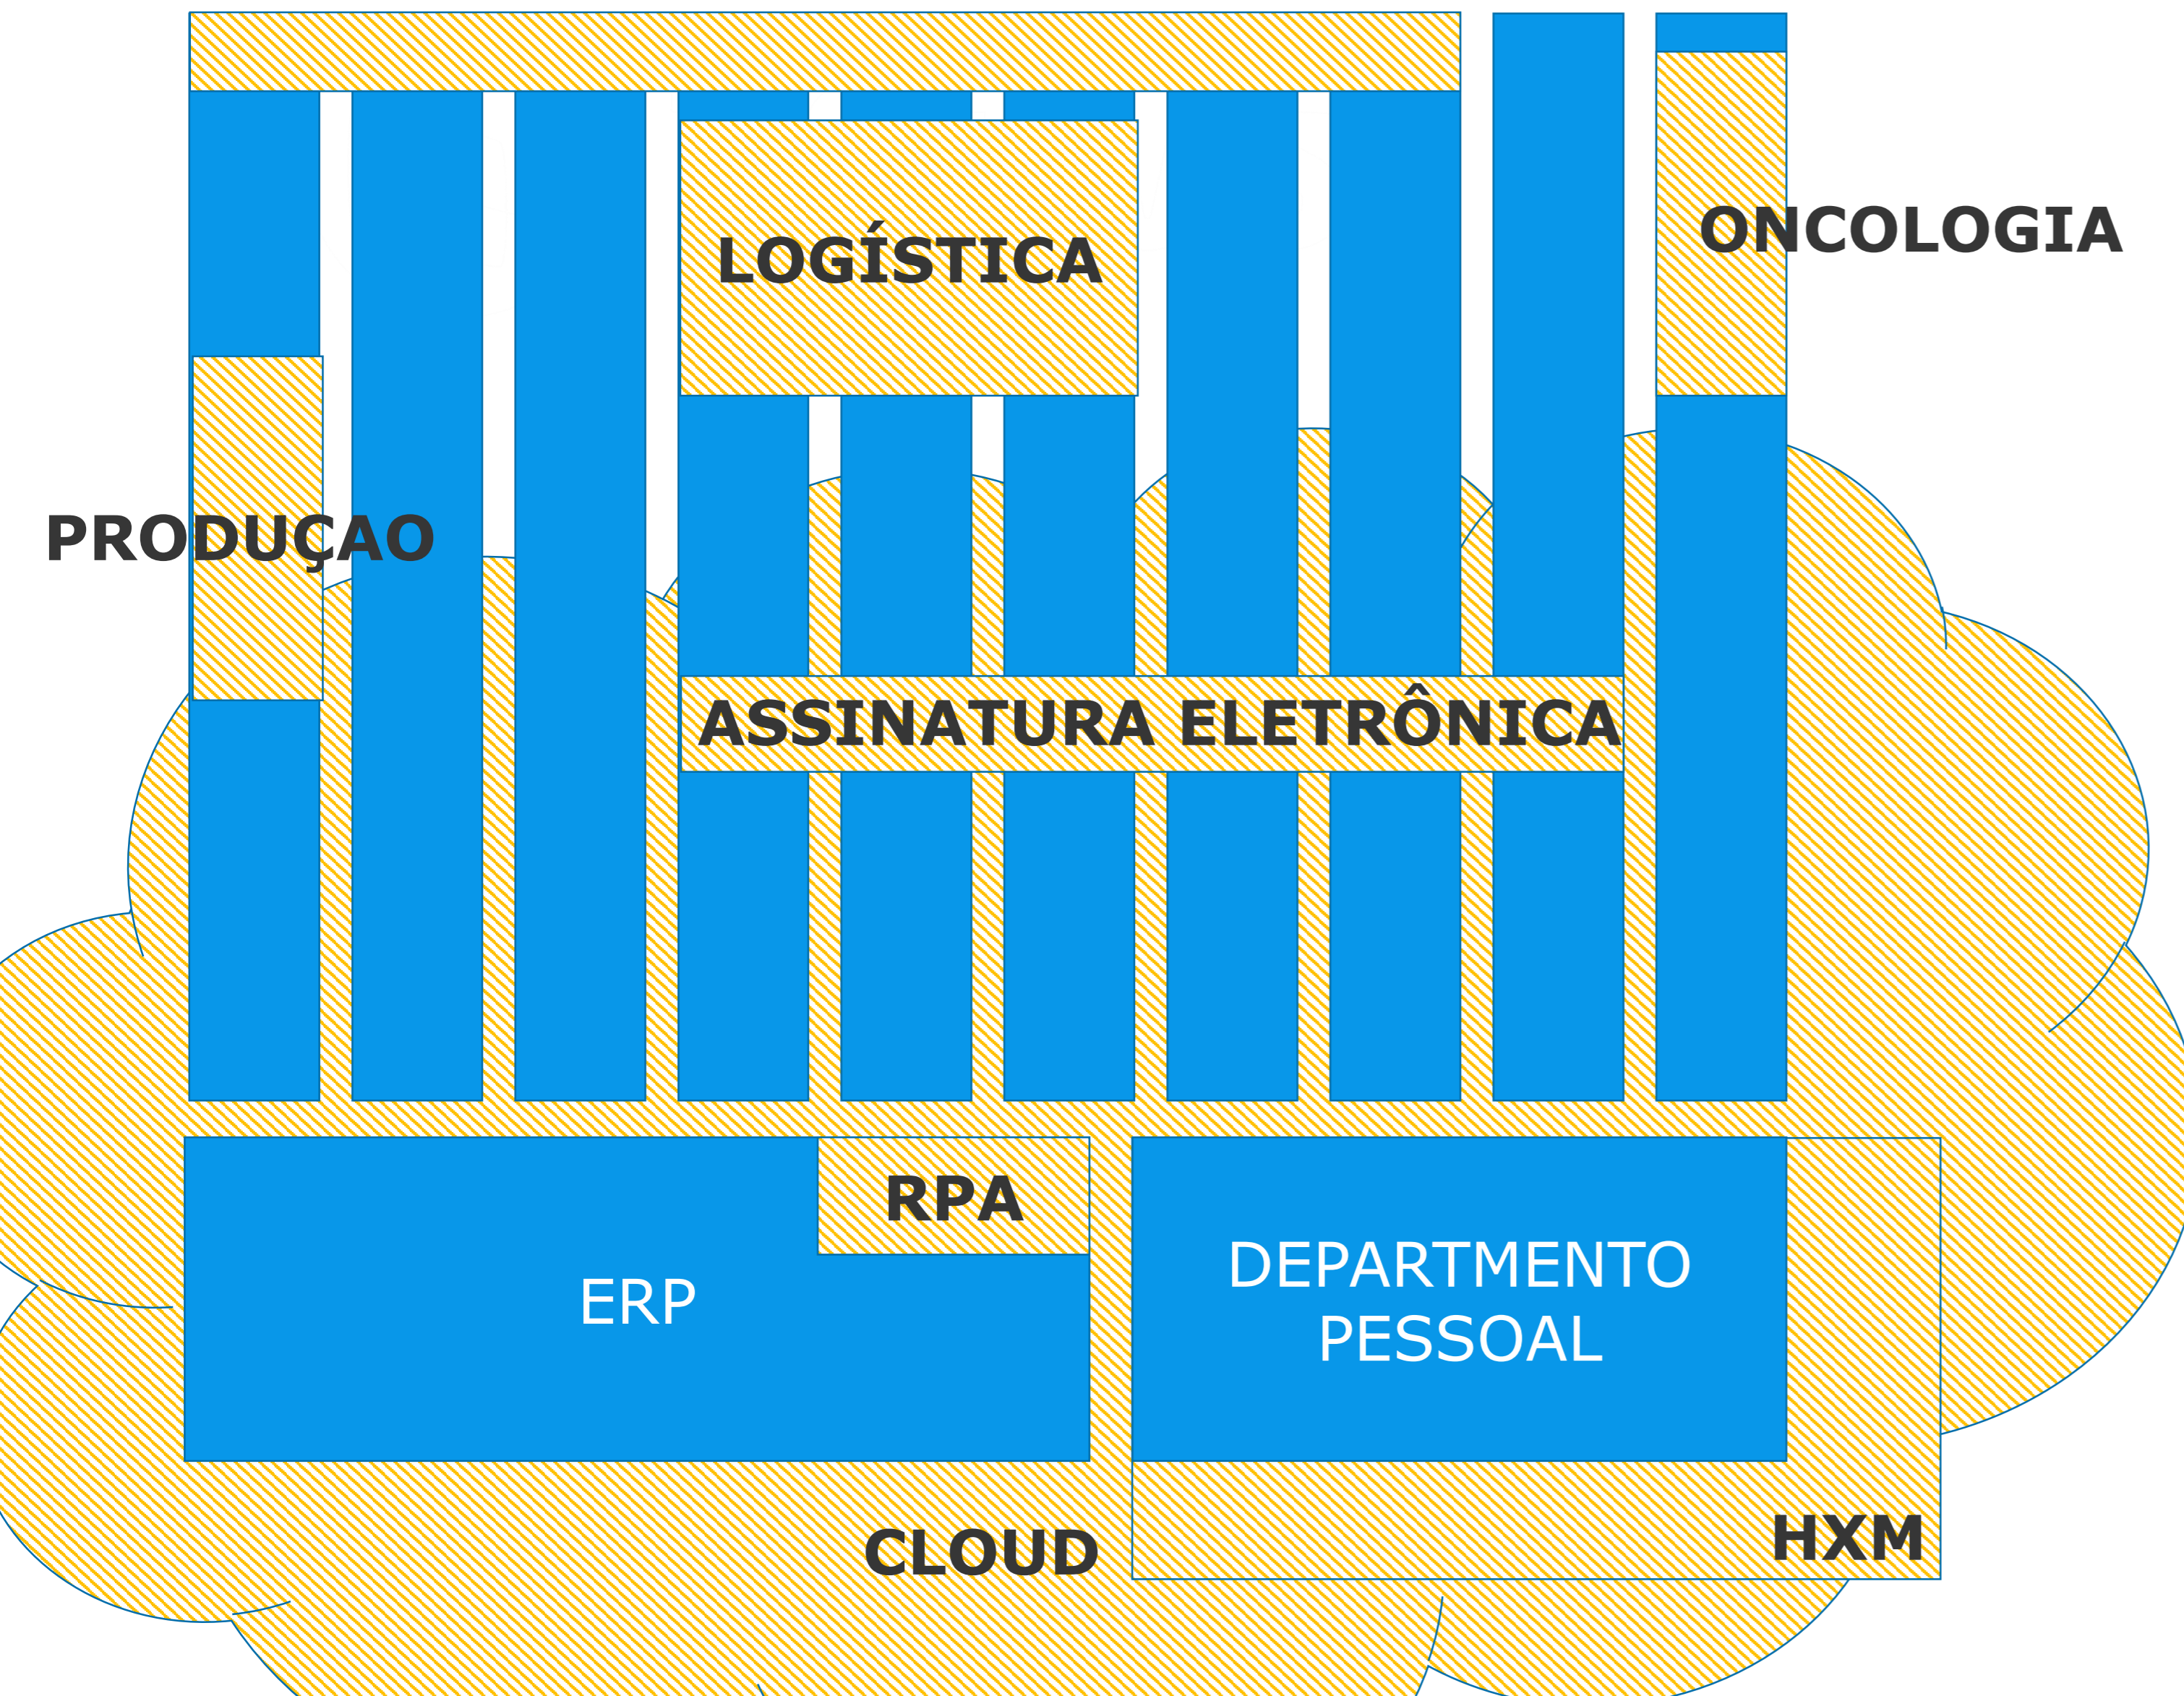 ONCOLOGIA
LOGÍSTICA
PRODUÇAO
ASSINATURA ELETRÔNICA
RPA
ERP
DEPARTMENTO
PESSOAL
CLOUD
HXM